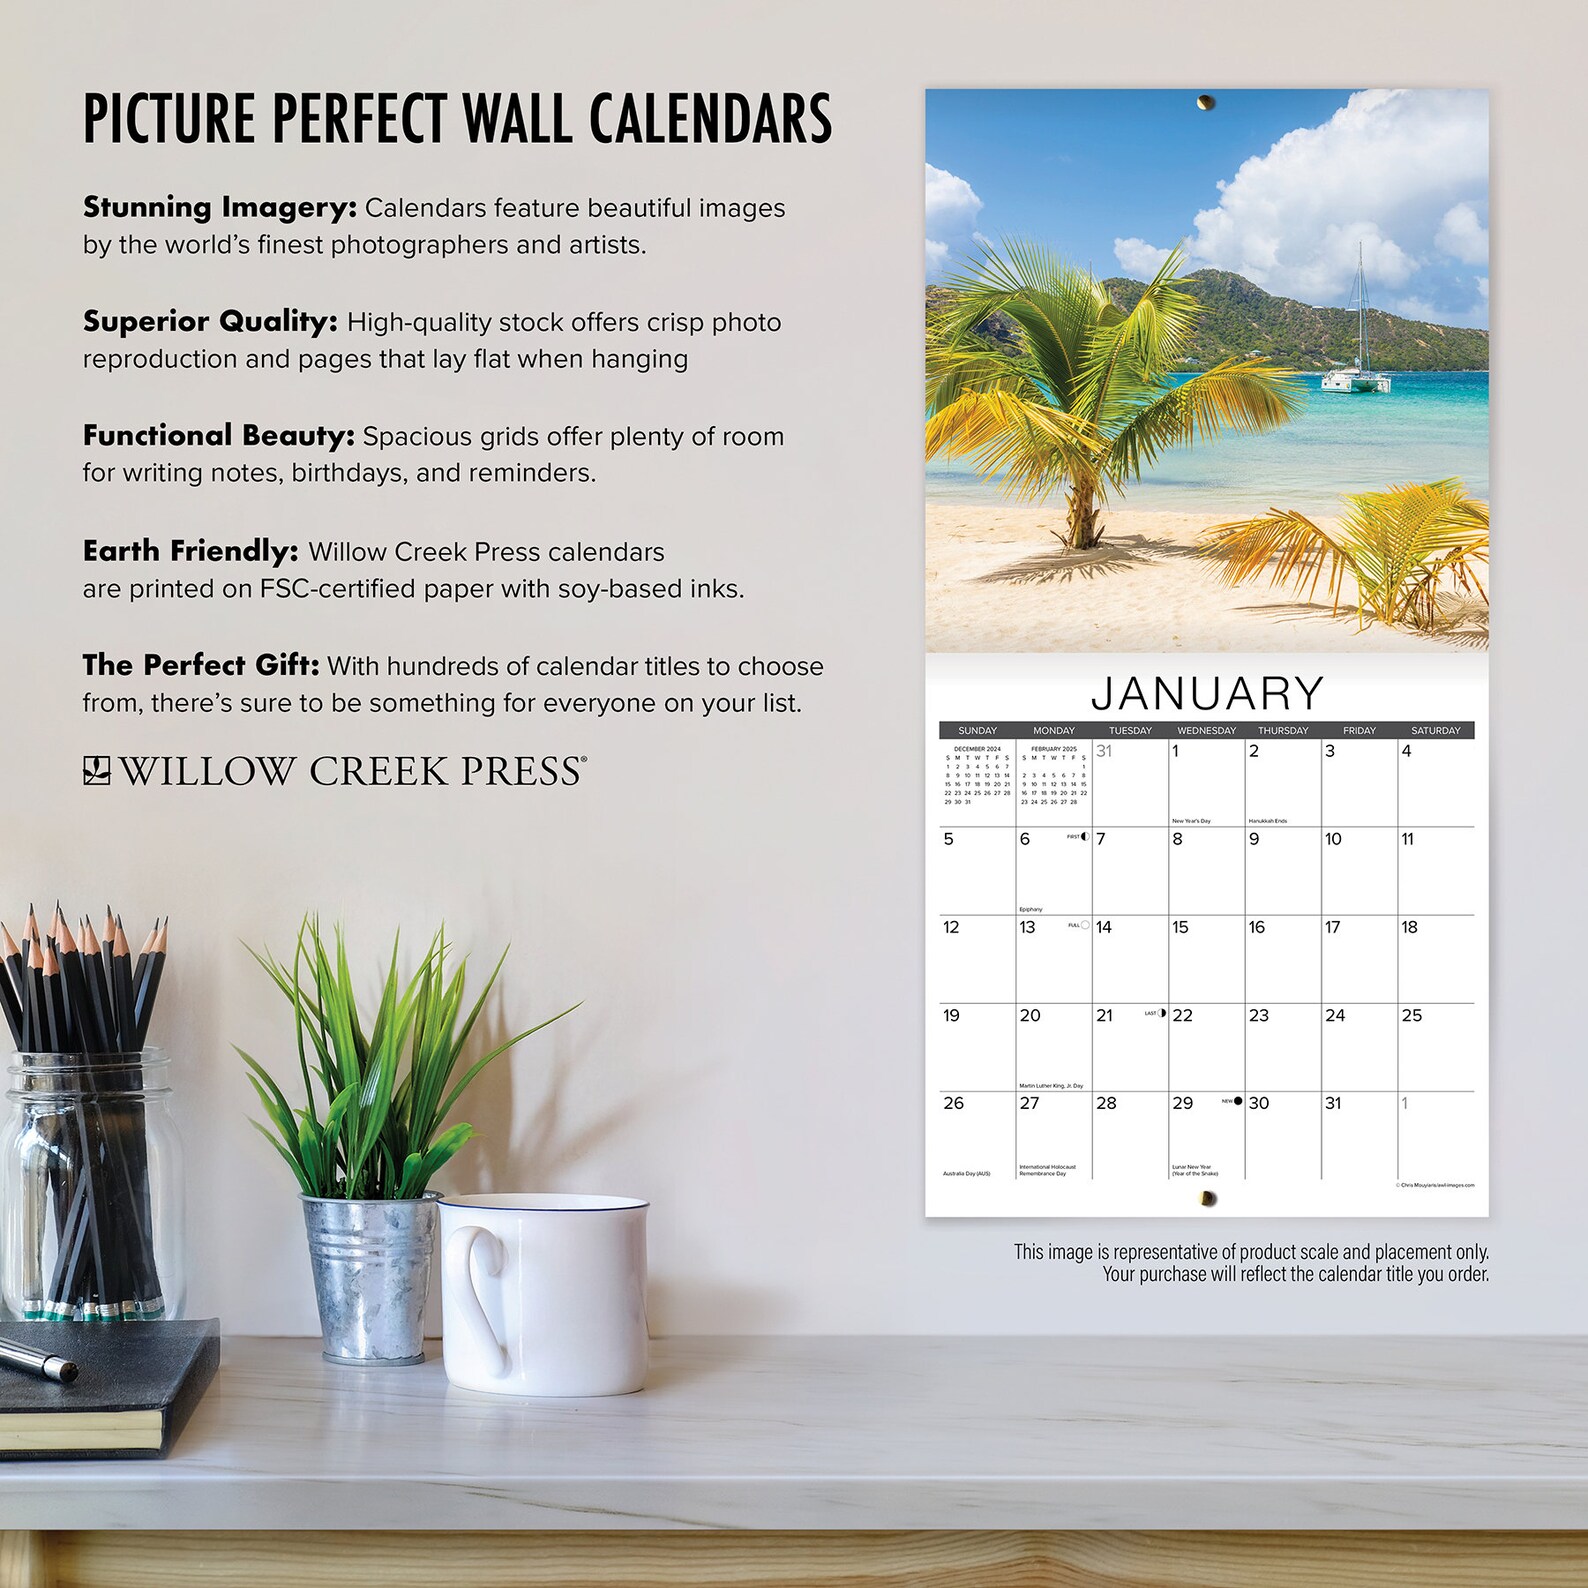 PICTURE PERFECT WALL CALENDARS
Stunning Imagery: Calendars feature beautiful images
by the world's finest photographers and artists.
Superior Quality: High-quality stock offers crisp photo
reproduction and pages that lay flat when hanging
Functional Beauty: Spacious grids offer plenty of room
for writing notes, birthdays, and reminders.
Earth Friendly: Willow Creek Press calendars
are printed on FSC-certified paper with soy-based inks.
The Perfect Gift: With hundreds of calendar titles to choose
from, there's sure to be something for everyone on your list.
WILLOW CREEK PRESS®
JANUARY
SUNDAY MONDAY TUESDAY WEDNESDAY THURSDAY FRIDAY SATURDAY
DECEMBER 2024
S M T W T F S
1 2 3 4 5 6 7
8 9 10 11 12 13 14
15 16 17 18 19 20 21
22 23 24 25 26 27 28
29 30 31
FEBRUARY 2025
S M T W T F S
1
2 3 4 5 6 7 8
9 10 11 12 13 14 15
16 17 18 19 20 21 22
23 24 25 26 27 28
31 1 2 3 4
New Year's Day Hanukkah Ends
5 6 FIRST 7 8 9 10 11
Epiphany
12 13 FULL 14 15 16 17 18
19 20 21 LAST 22 23 24 25
Martin Luther King, Jr. Day
26 27 28 29 NEW 30 31 1
Australia Day (AUS)
International Holocaust
Remembrance Day
Lunar New Year
(Year of the Snake)
© Chris Mouyiaris/awl-images.com
This image is representative of product scale and placement only.
Your purchase will reflect the calendar title you order.